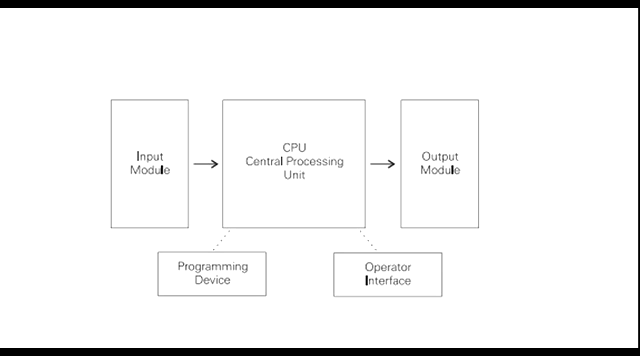 Input
Module
CPU
Central Processing
Unit
Output
Module
Programming
Device
Operator
Interface